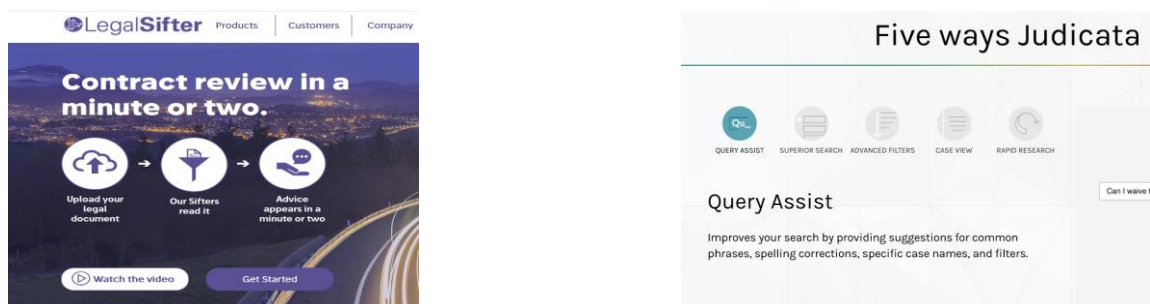 LegalSifter Products Customers Company
Contract review in a
minute or two.
Upload your
legal
document
Our Sifters
read it
Advice
appears in a
minute or two
Watch the video
Get Started
Five ways Judicata
Qu_
QUERY ASSIST
SUPERIOR SEARCH
ADVANCED FILTERS
CASE VIEW
RAPID RESEARCH
Query Assist
Can I waive t
Improves your search by providing suggestions for common
phrases, spelling corrections, specific case names, and filters.